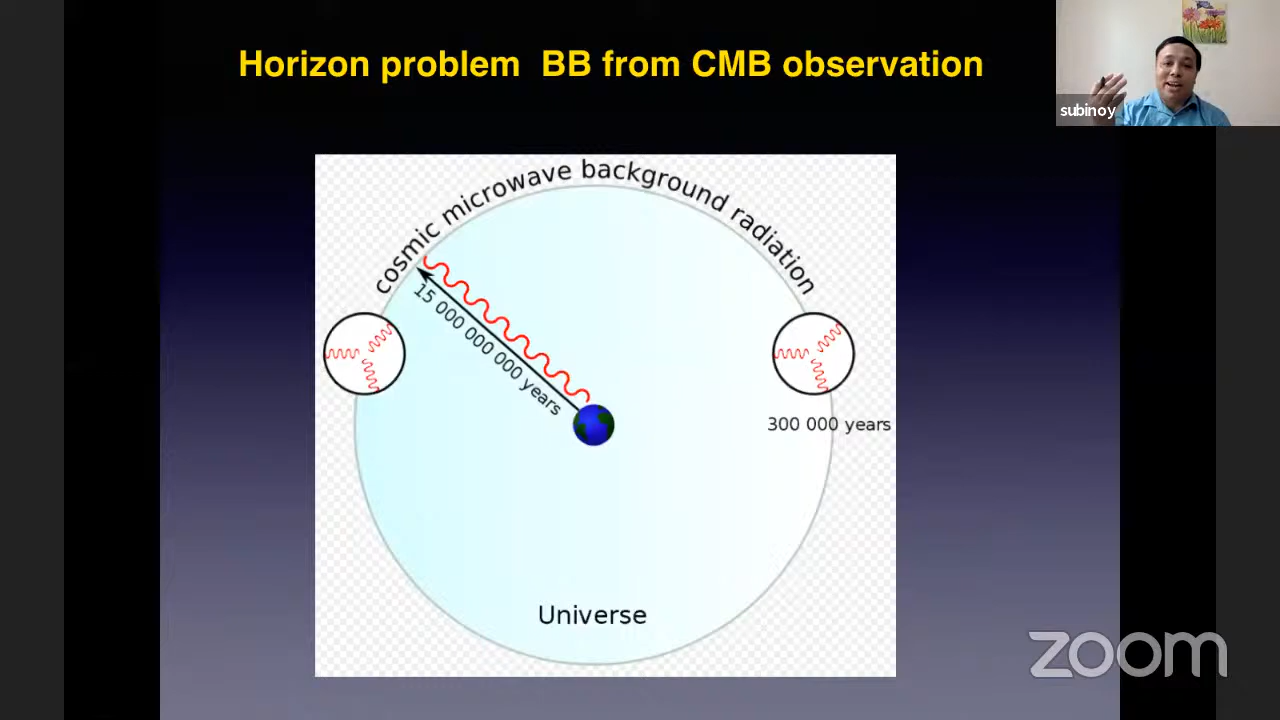 Horizon problem BB from CMB observation
subinoy
cosmic microwave background radiation
15 000 000 000 years
300 000 years
Universe
zoom